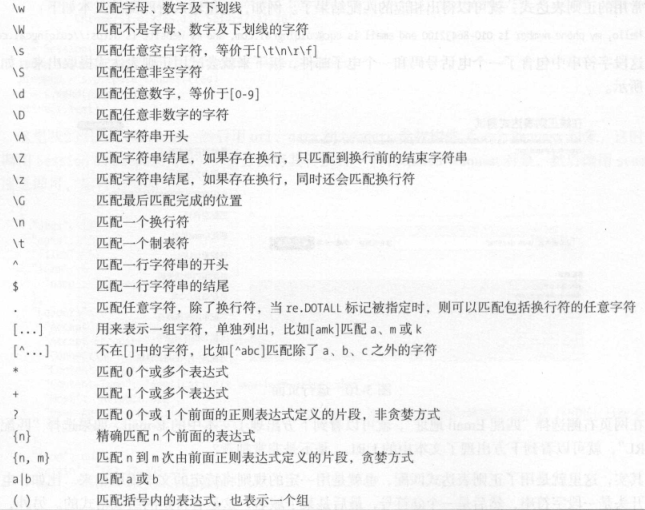 \w 匹配字母、数字及下划线
\W 匹配不是字母、数字及下划线的字符
\s 匹配任意空白字符，等价于[\t\n\r\f]
\S 匹配任意非空字符
\d 匹配任意数字，等价于[0-9]
\D 匹配任意非数字的字符
\A 匹配字符串开头
\Z 匹配字符串结尾，如果存在换行，只匹配到换行前的结束字符串
\z 匹配字符串结尾，如果存在换行，同时还会匹配换行符
\G 匹配最后匹配完成的位置
\n 匹配一个换行符
\t 匹配一个制表符
^ 匹配一行字符串的开头
$ 匹配一行字符串的结尾
. 匹配任意字符，除了换行符，当 re.DOTALL 标记被指定时，则可以匹配包括换行符的任意字符
[...] 用来表示一组字符，单独列出，比如[amk]匹配 a、m 或 k
[^...] 不在[]中的字符，比如[^abc]匹配除了 a、b、c 之外的字符
* 匹配 0 个或多个表达式
+ 匹配 1 个或多个表达式
? 匹配 0 个或 1 个前面的正则表达式定义的片段，非贪婪方式
{n} 精确匹配 n 个前面的表达式
{n, m} 匹配 n 到 m 次由前面正则表达式定义的片段，贪婪方式
a|b 匹配 a 或 b
匹配括号内的表达式，也表示一个组